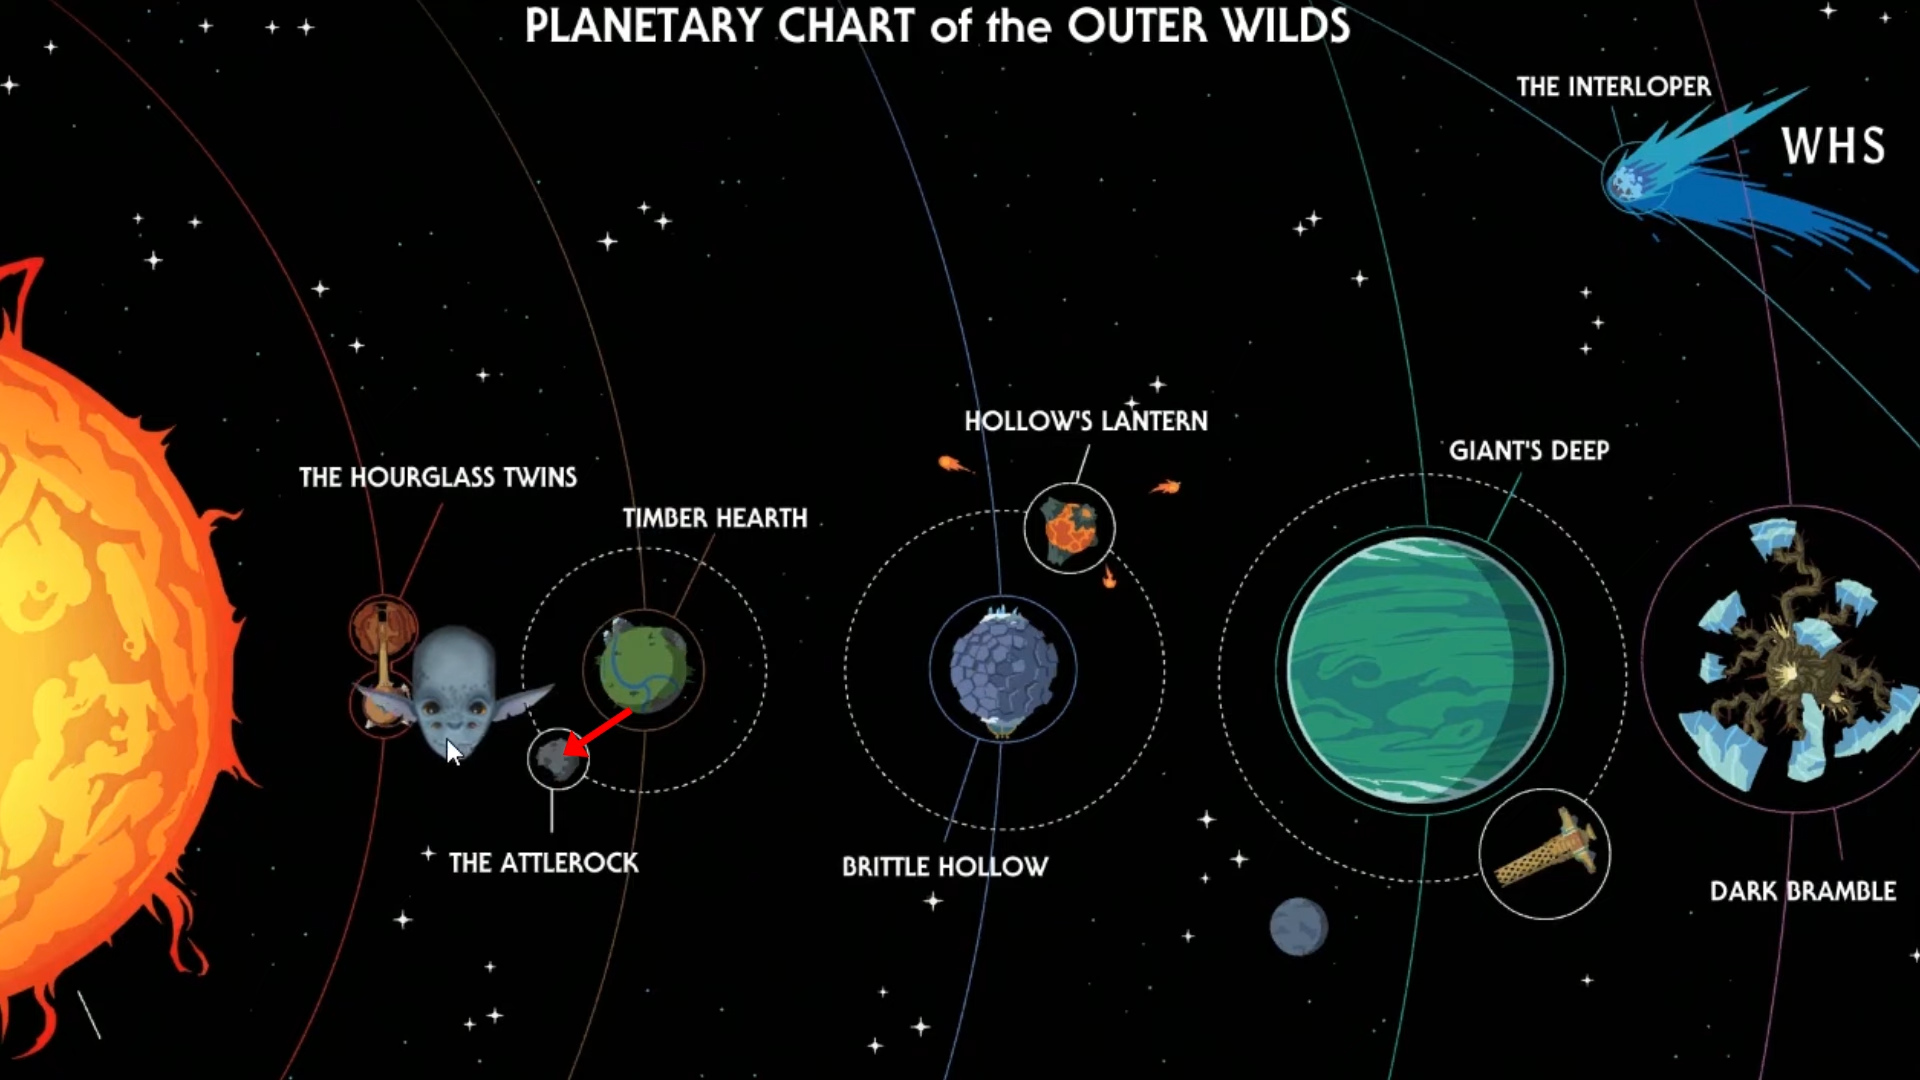 PLANETARY CHART of the OUTER WILDS
THE INTERLOPER
WHS
HOLLOW'S LANTERN
GIANT'S DEEP
THE HOURGLASS TWINS
TIMBER HEARTH
THE ATTLEROCK
BRITTLE HOLLOW
DARK BRAMBLE